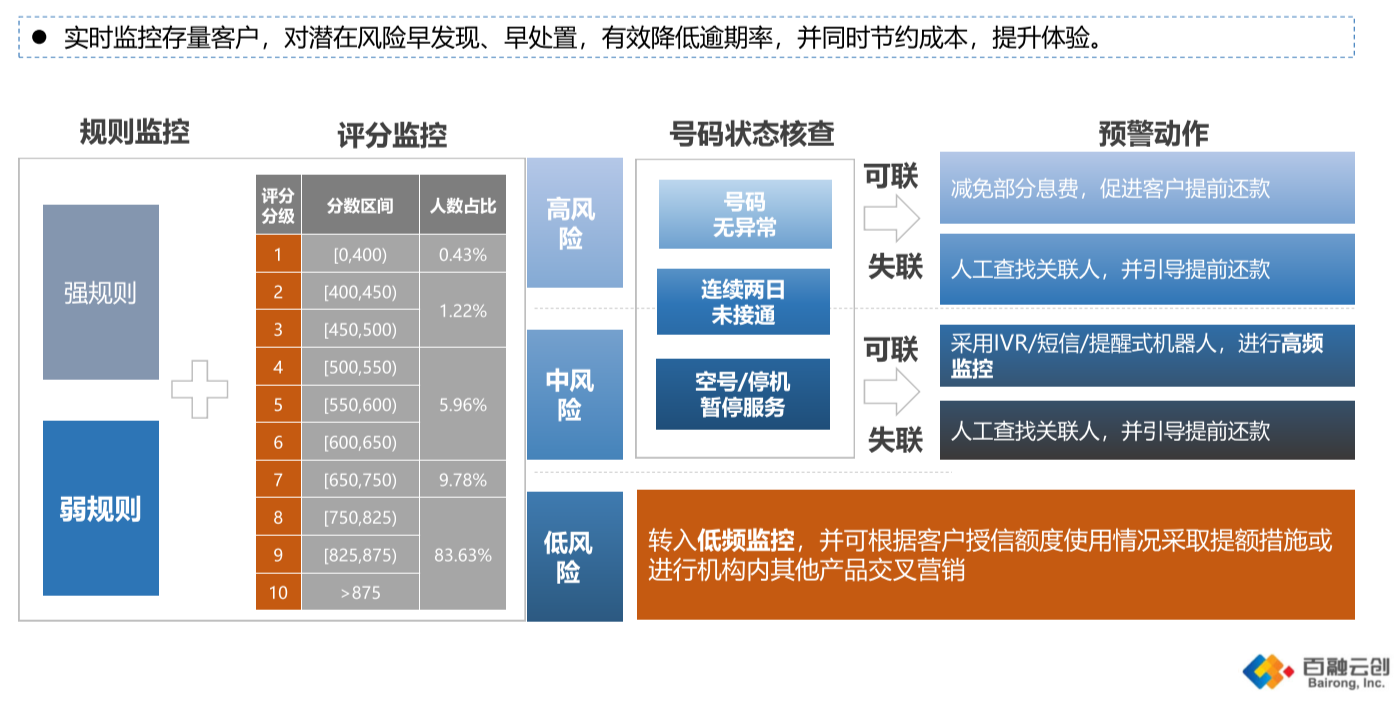 ● 实时监控存量客户，对潜在风险早发现、早处置，有效降低逾期率，并同时节约成本，提升体验。
规则监控
评分监控
号码状态核查
预警动作
强规则
弱规则
评分
分级
分数区间
人数占比
1
[0,400)
0.43%
2
[400,450)
1.22%
3
[450,500)
4
[500,550)
5
[550,600)
5.96%
6
[600,650)
7
[650,750)
9.78%
8
[750,825)
9
[825,875)
83.63%
10
>875
高风
险
中风
险
低风
险
号码
无异常
连续两日
未接通
空号/停机
暂停服务
可联
失联
可联
失联
减免部分息费，促进客户提前还款
人工查找关联人，并引导提前还款
采用IVR/短信/提醒式机器人，进行高频
监控
人工查找关联人，并引导提前还款
转入低频监控，并可根据客户授信额度使用情况采取提额措施或
进行机构内其他产品交叉营销
百融云创
Bairong, Inc.